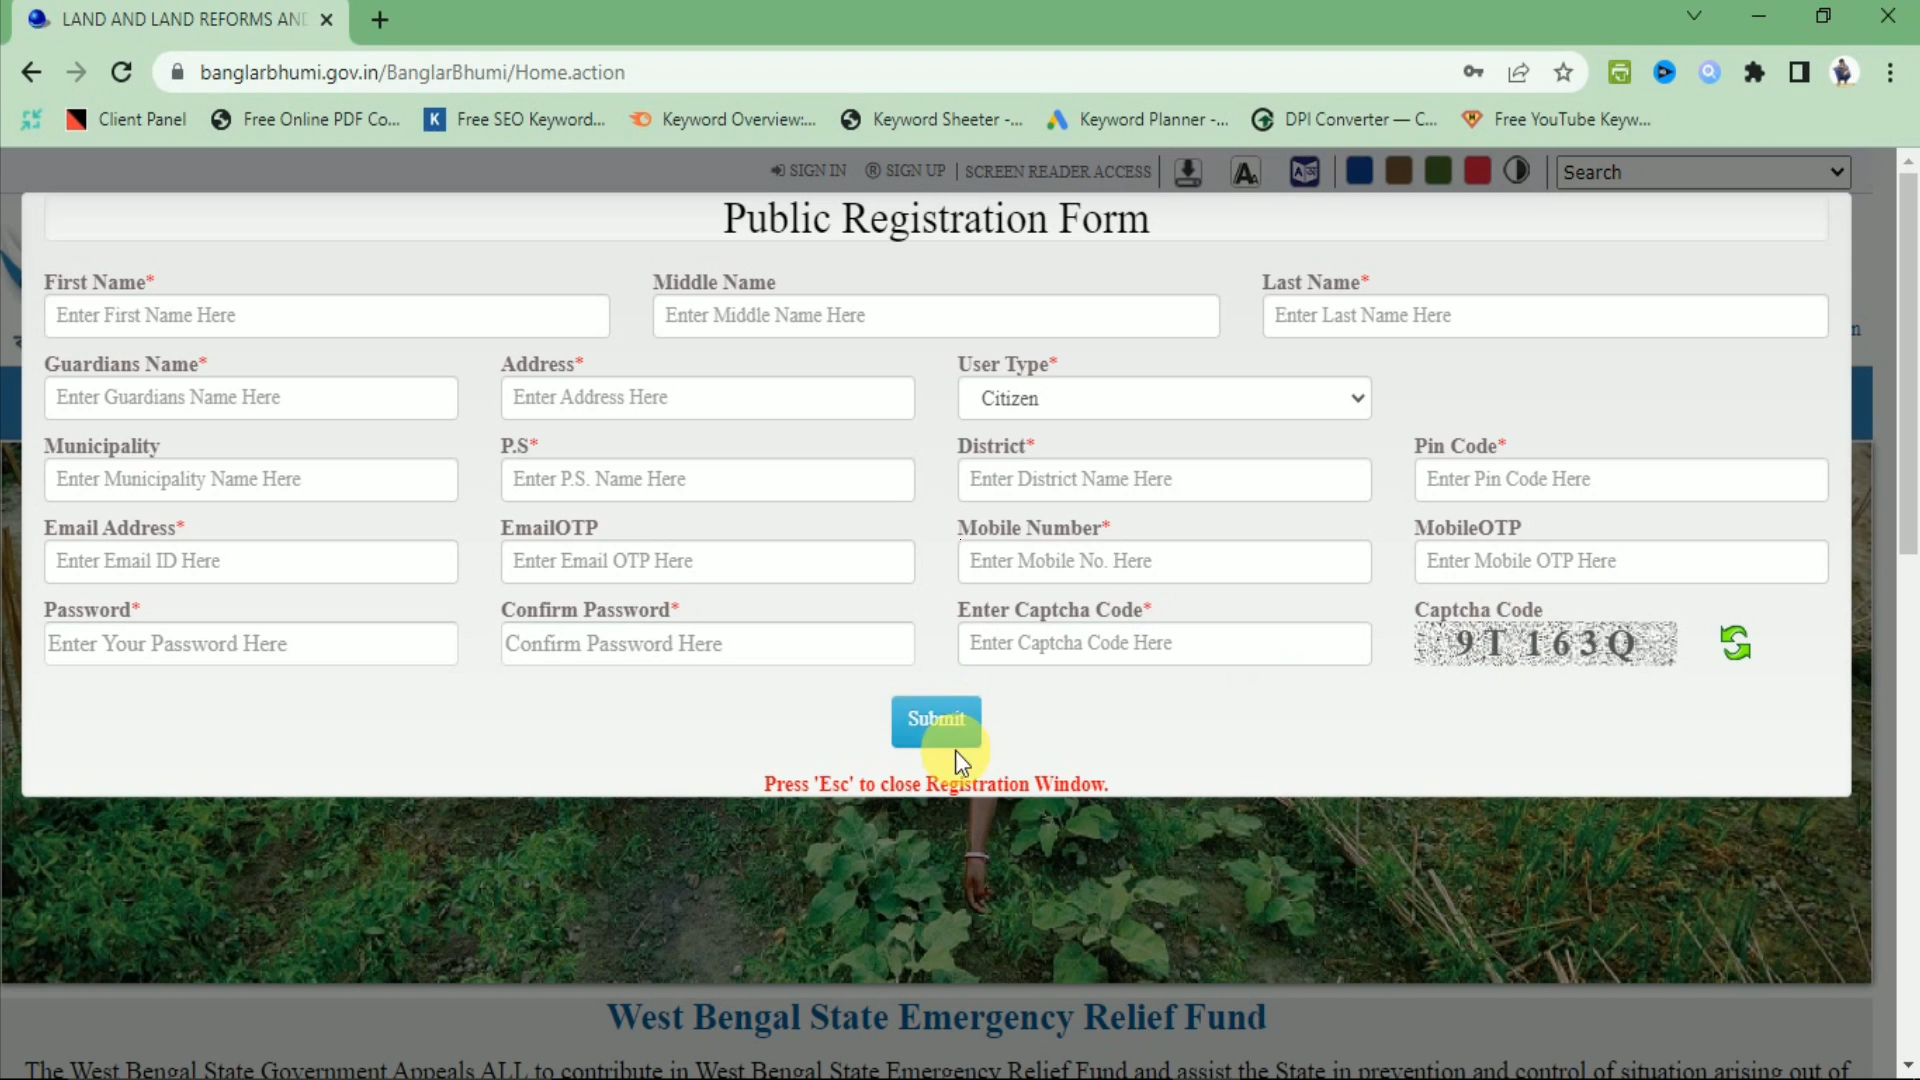 LAND AND LAND REFORMS AND
banglarbhumi.gov.in/BanglarBhumi/Home.action
Client Panel
Free Online PDF Co...
K
Free SEO Keyword...
Keyword Overview:...
Keyword Sheeter -...
Keyword Planner -...
DPI Converter — C...
Free YouTube Keyw...
SIGN IN ® SIGN UP | SCREEN READER ACCESS
Search
Public Registration Form
First Name* Middle Name Last Name*
Enter First Name Here Enter Middle Name Here Enter Last Name Here
Guardians Name* Address* User Type*
Enter Guardians Name Here Enter Address Here Citizen
Municipality P.S* District* Pin Code*
Enter Municipality Name Here Enter P.S. Name Here Enter District Name Here Enter Pin Code Here
Email Address* EmailOTP Mobile Number* MobileOTP
Enter Email ID Here Enter Email OTP Here Enter Mobile No. Here Enter Mobile OTP Here
Password* Confirm Password* Enter Captcha Code* Captcha Code
Enter Your Password Here Confirm Password Here Enter Captcha Code Here 9T163Q
Submit
Press 'Esc' to close Registration Window.
West Bengal State Emergency Relief Fund
The West Bengal State Government Appeals ALL to contribute in West Bengal State Emergency Relief Fund and assist the State in prevention and control of situation arising out of